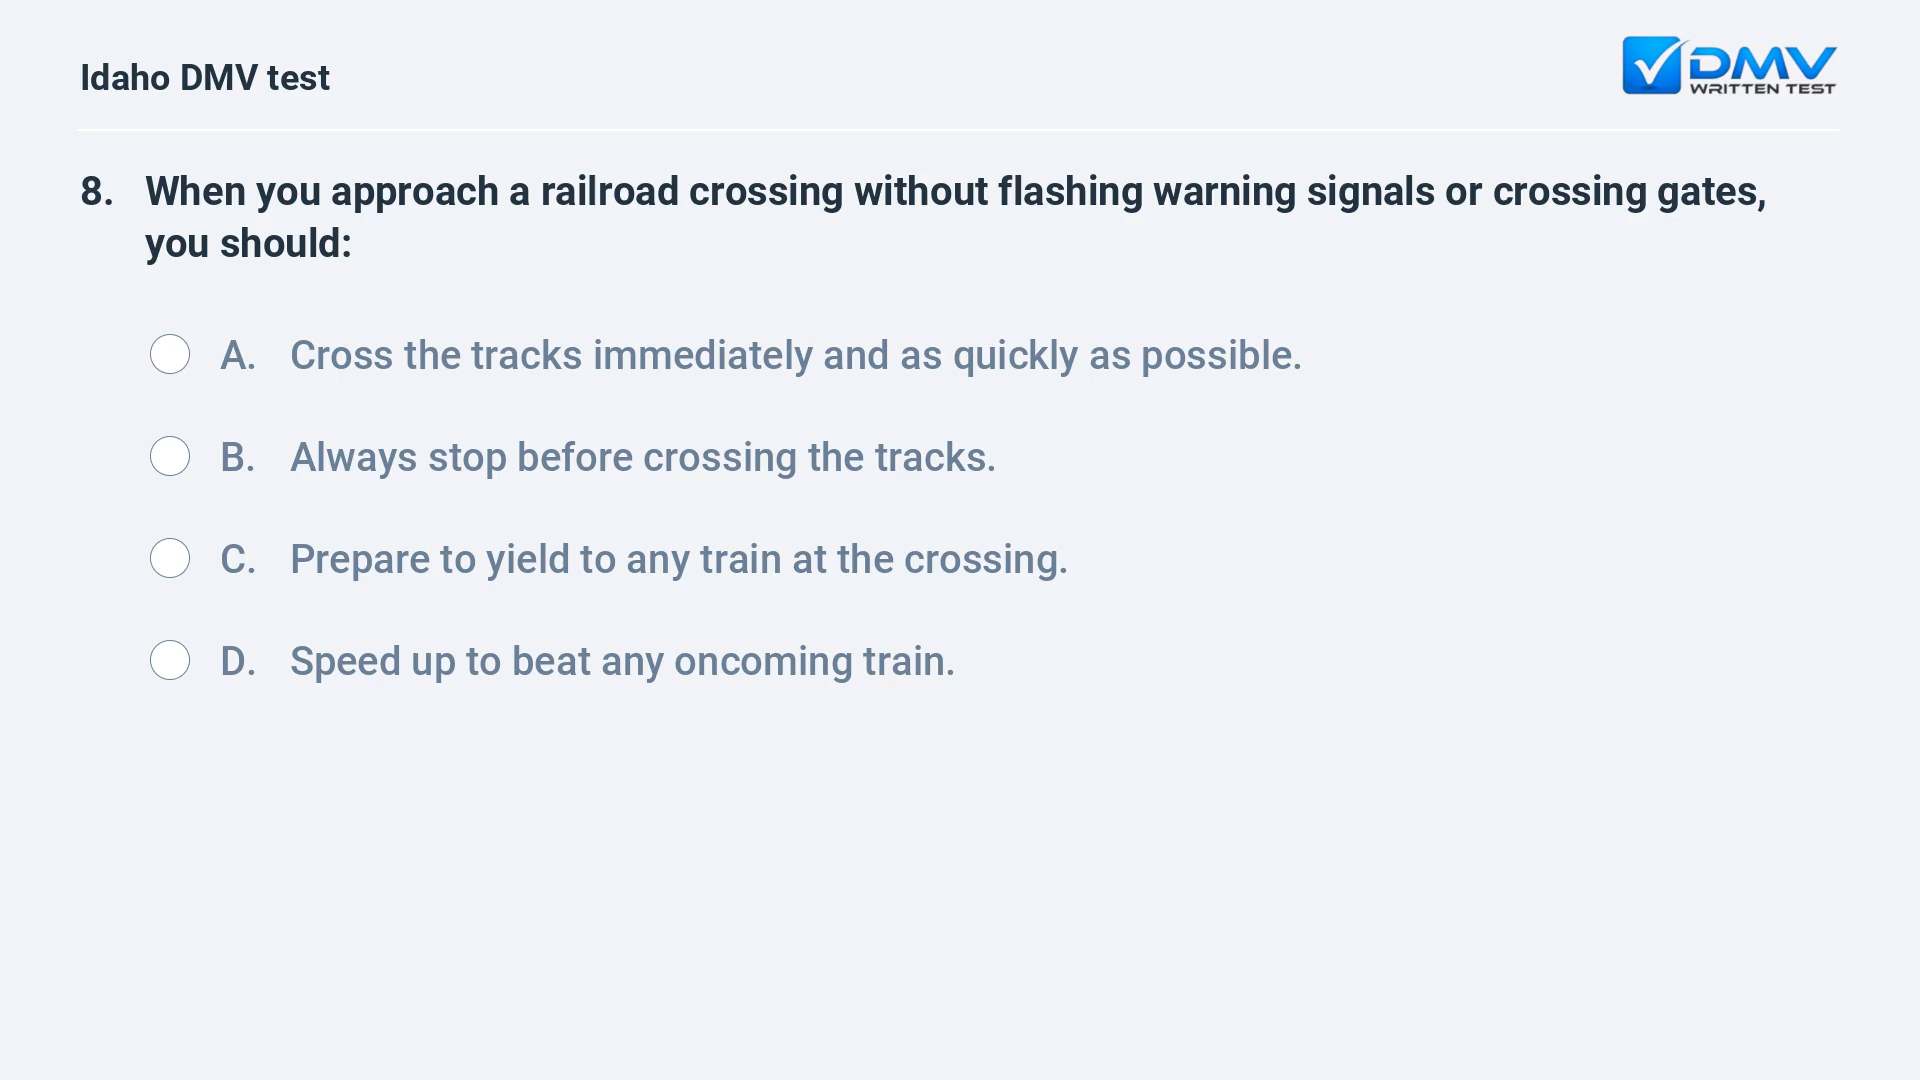 Idaho DMV test
DMV
WRITTEN TEST
8. When you approach a railroad crossing without flashing warning signals or crossing gates,
you should:
A. Cross the tracks immediately and as quickly as possible.
B. Always stop before crossing the tracks.
C. Prepare to yield to any train at the crossing.
D. Speed up to beat any oncoming train.